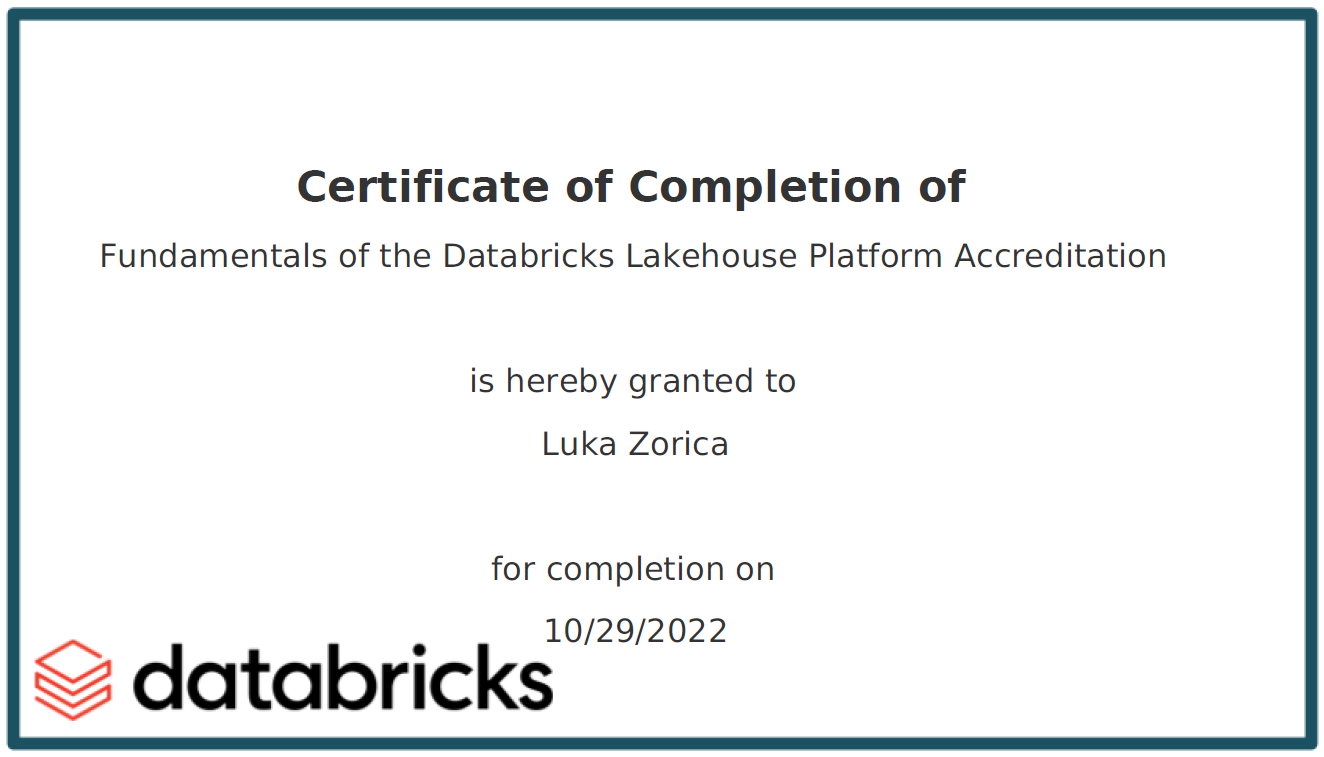 Certificate of Completion of
Fundamentals of the Databricks Lakehouse Platform Accreditation
is hereby granted to
Luka Zorica
for completion on
10/29/2022
databricks